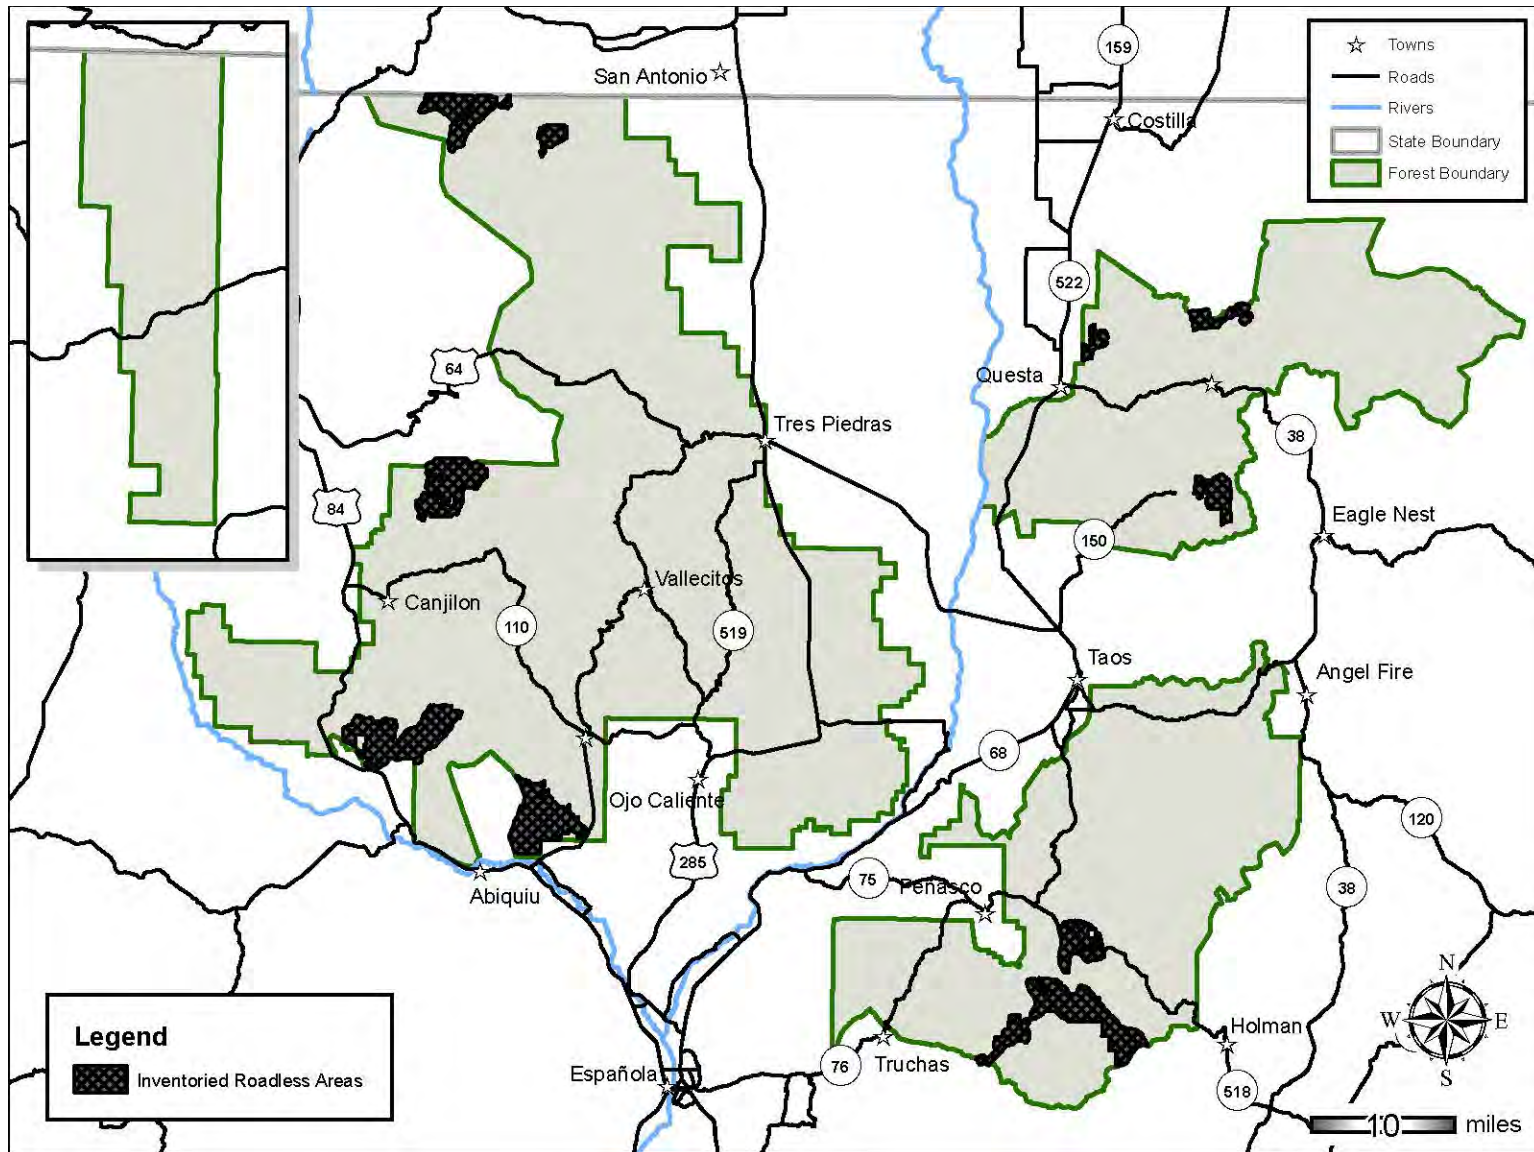 159
Towns
Roads
Rivers
State Boundary
Forest Boundary
San Antonio
Costilla
522
64
Questa
Tres Piedras
38
84
Eagle Nest
150
Vallecitos
Canjilon
110
519
Taos
Angel Fire
68
Ojo Caliente
120
285
75
Peñasco
38
Abiquiu
N
W
E
S
Legend
Inventoried Roadless Areas
Holman
Española
76
Truchas
518
10 miles